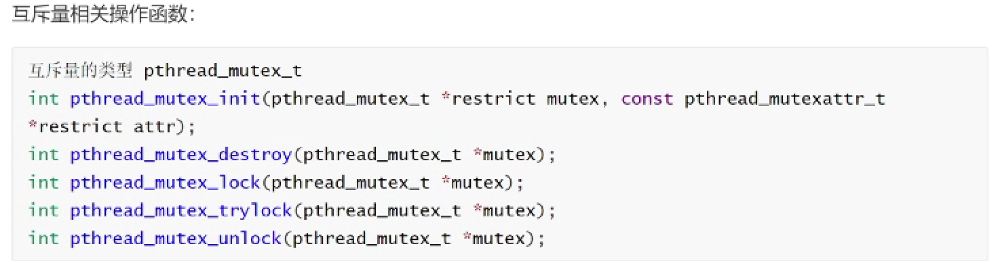 互斥量相关操作函数：
互斥量的类型 pthread_mutex_t
int pthread_mutex_init(pthread_mutex_t *restrict mutex, const pthread_mutexattr_t
*restrict attr);
int pthread_mutex_destroy(pthread_mutex_t *mutex);
int pthread_mutex_lock(pthread_mutex_t *mutex);
int pthread_mutex_trylock(pthread_mutex_t *mutex);
int pthread_mutex_unlock(pthread_mutex_t *mutex);